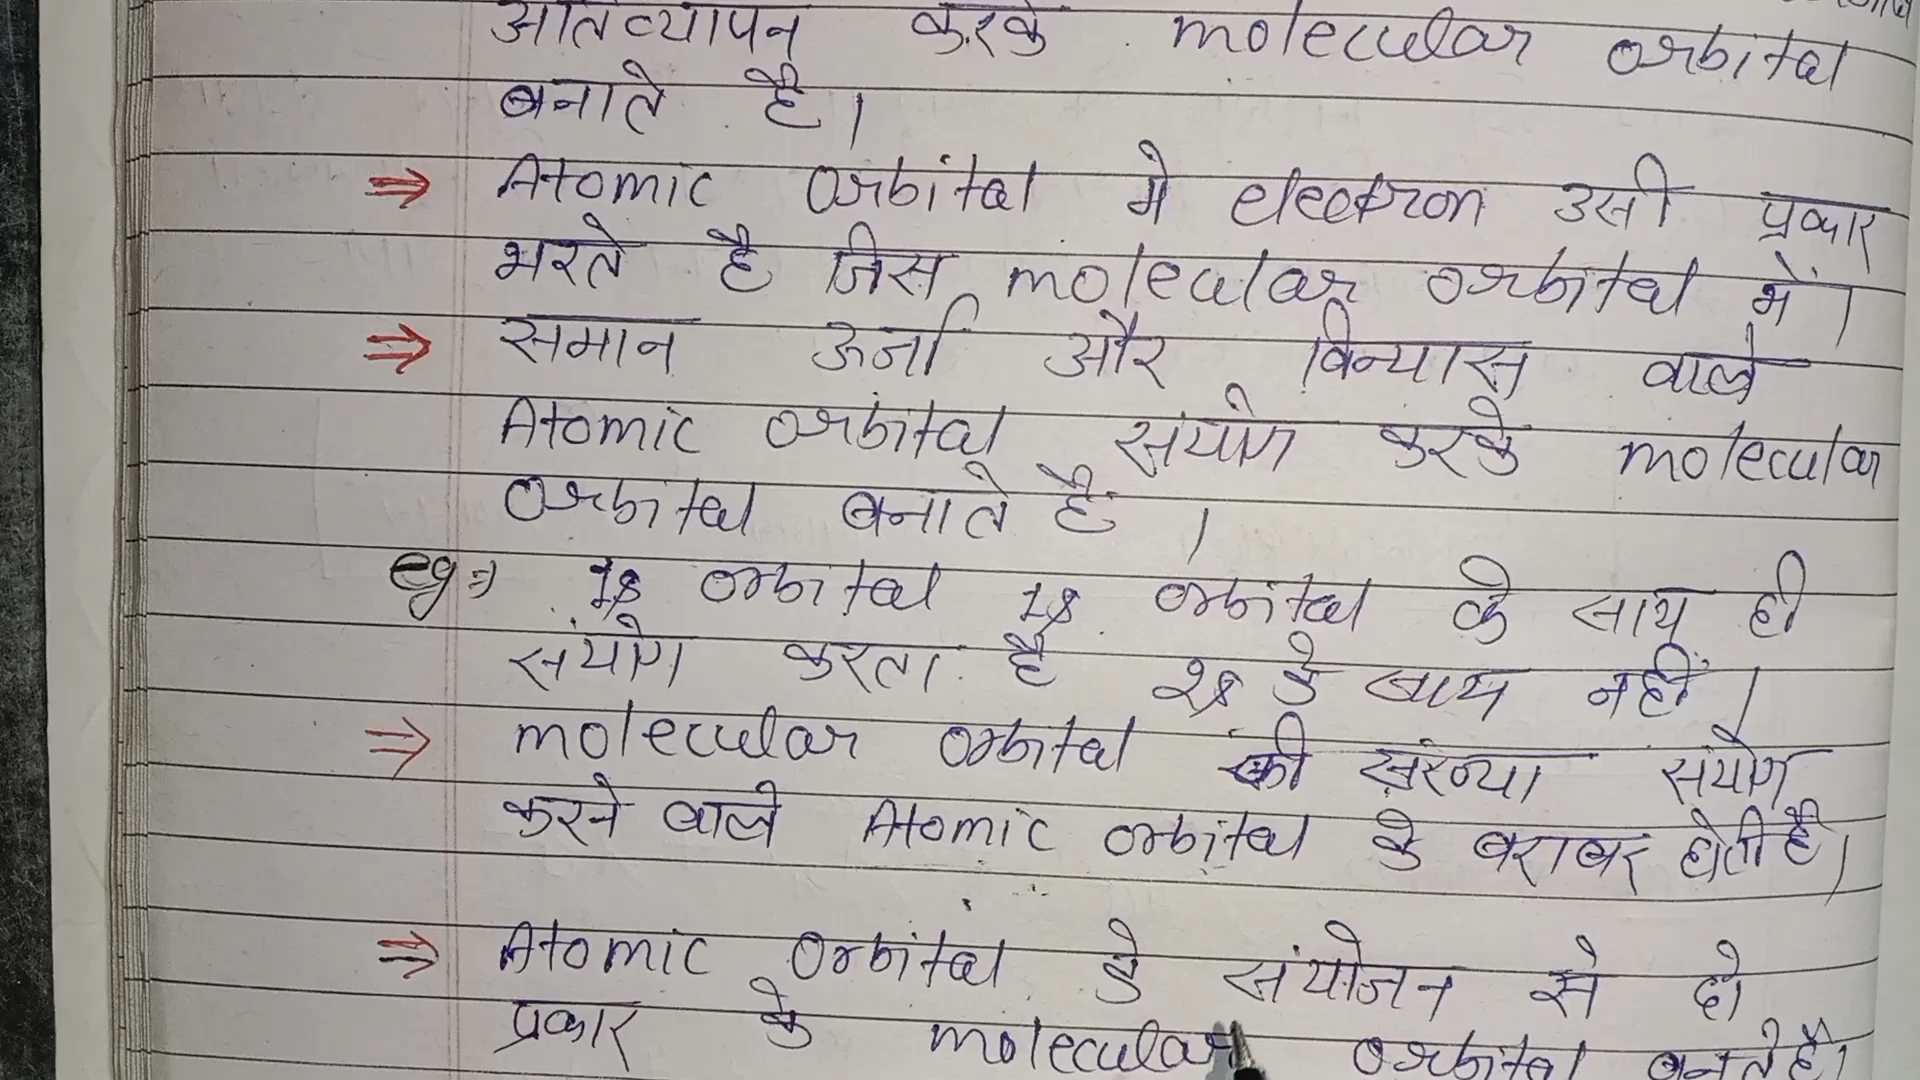 अतिव्यापन करके molecular orbital
बनाते है।
⇒ Atomic orbital मे electron उसी प्रकार
भरते है जिस molecular orbital में।
⇒ समान ऊर्जा और विन्यास वाले
Atomic orbital संयोग करके molecular
orbital बनाते है।
eg ⇒ 1s orbital 1s orbital के साथ ही
संयोग करता है 2s के साथ नहीं।
⇒ molecular orbital की संख्या संयोग
करने वाले Atomic orbital के बराबर होती है।
⇒ Atomic orbital के संयोजन से दो
प्रकार के molecular orbital बनते है।